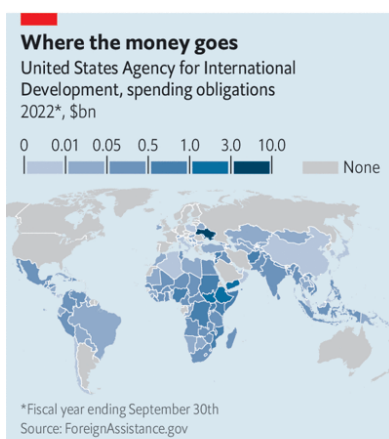 Where the money goes
United States Agency for International
Development, spending obligations
2022*, $bn
0 0.01 0.05 0.5 1.0 3.0 10.0
None
*Fiscal year ending September 30th
Source: ForeignAssistance.gov